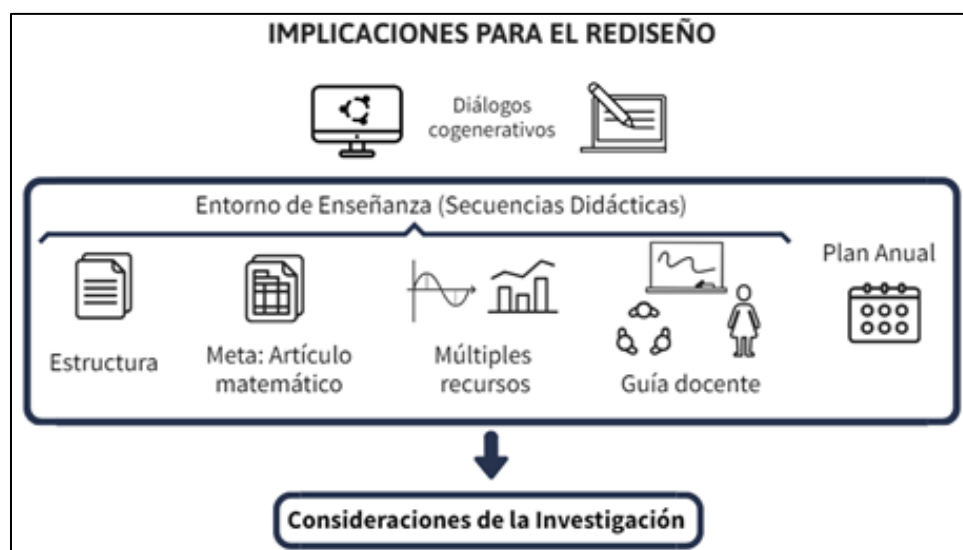 IMPLICACIONES PARA EL REDISEÑO
Diálogos
cogenerativos
Entorno de Enseñanza (Secuencias Didácticas)
Plan Anual
Estructura
Meta: Artículo
matemático
Múltiples
recursos
Guía docente
Consideraciones de la Investigación